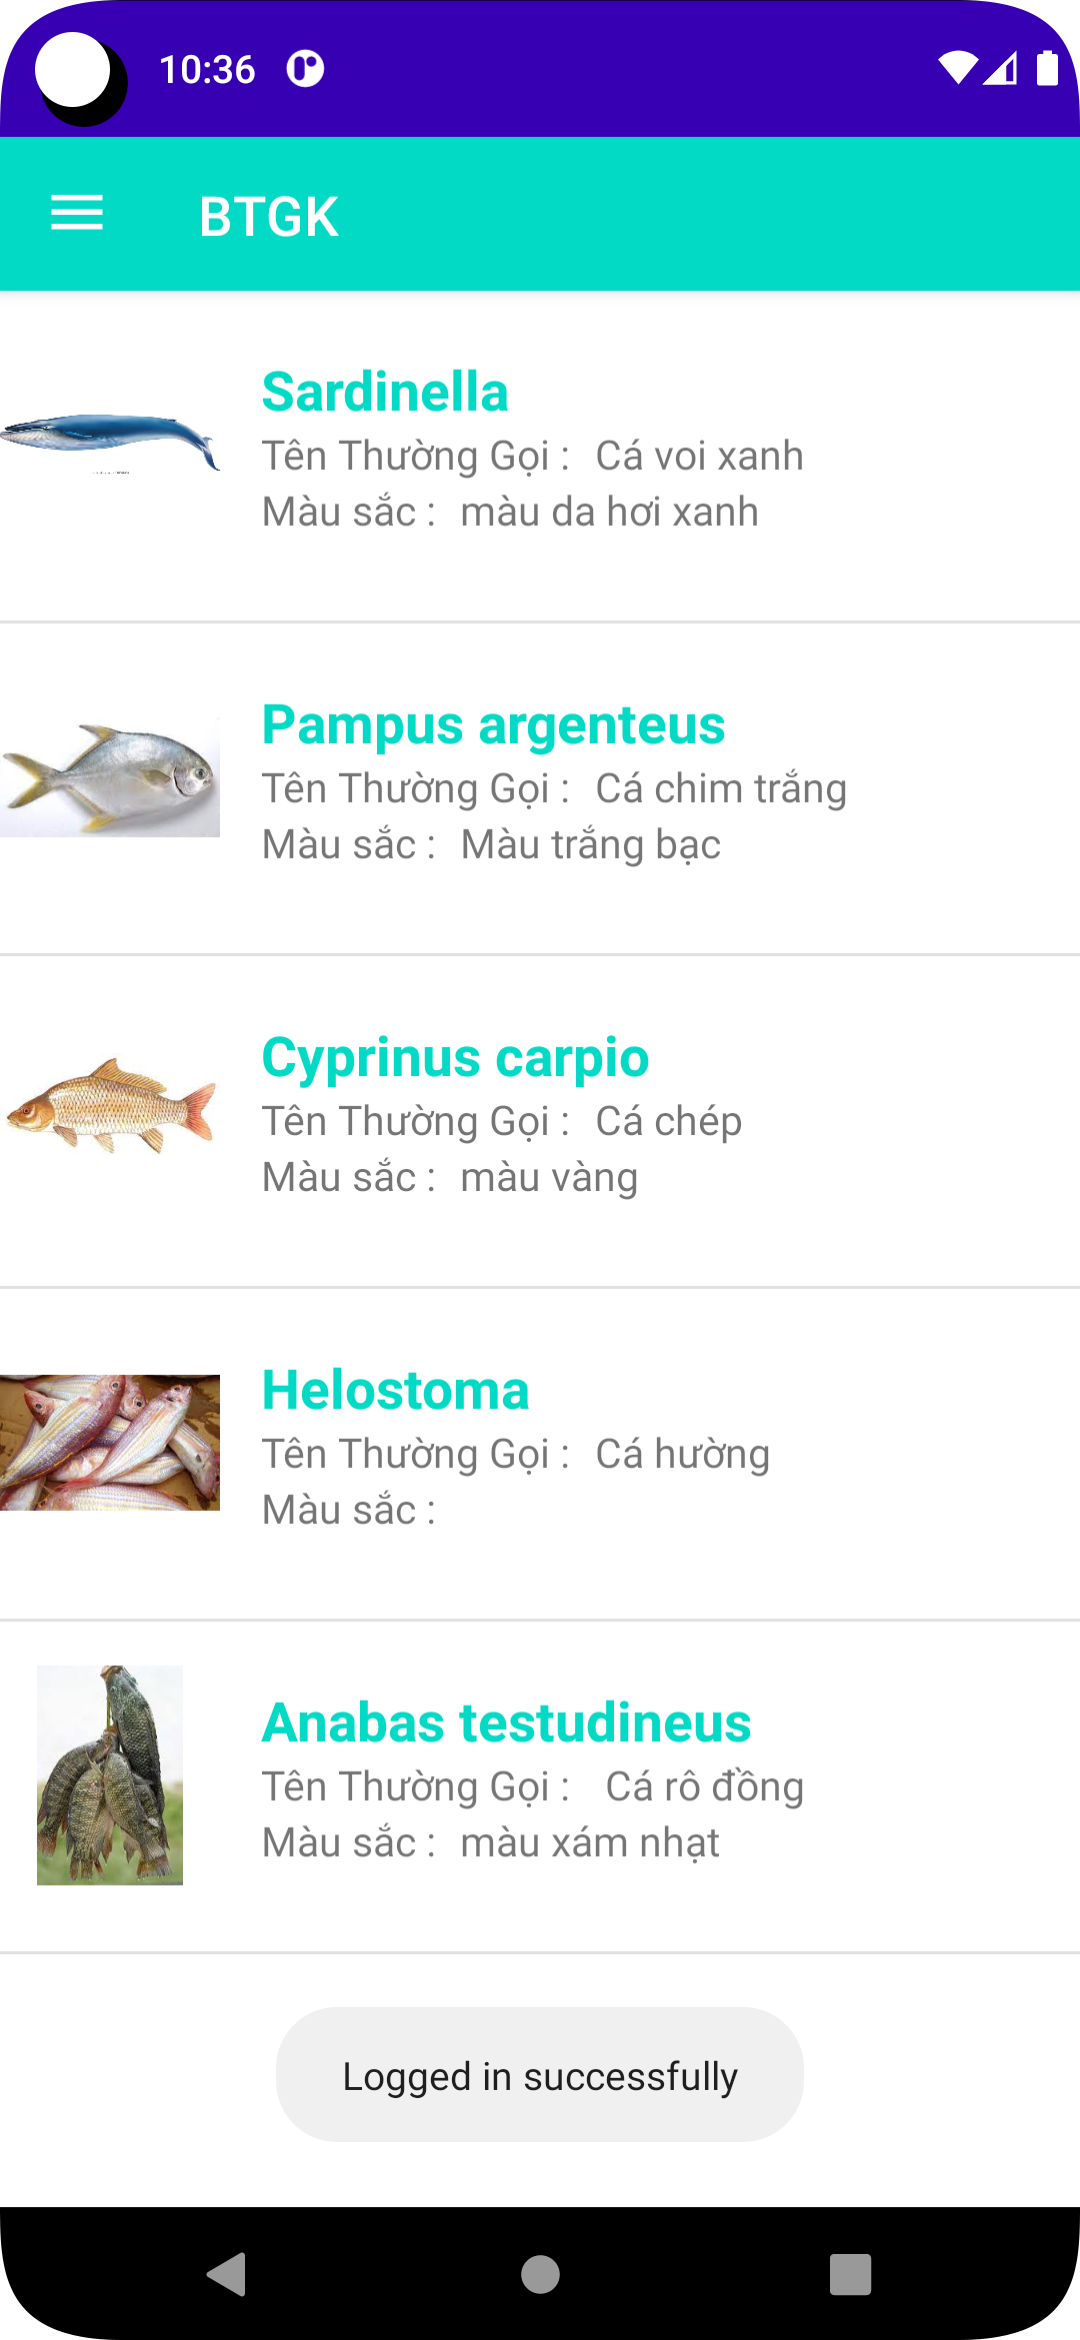 10:36
BTGK
Sardinella
Tên Thường Gọi : Cá voi xanh
Màu sắc : màu da hơi xanh
Pampus argenteus
Tên Thường Gọi : Cá chim trắng
Màu sắc : Màu trắng bạc
Cyprinus carpio
Tên Thường Gọi : Cá chép
Màu sắc : màu vàng
Helostoma
Tên Thường Gọi : Cá hường
Màu sắc :
Anabas testudineus
Tên Thường Gọi : Cá rô đồng
Màu sắc : màu xám nhạt
Logged in successfully